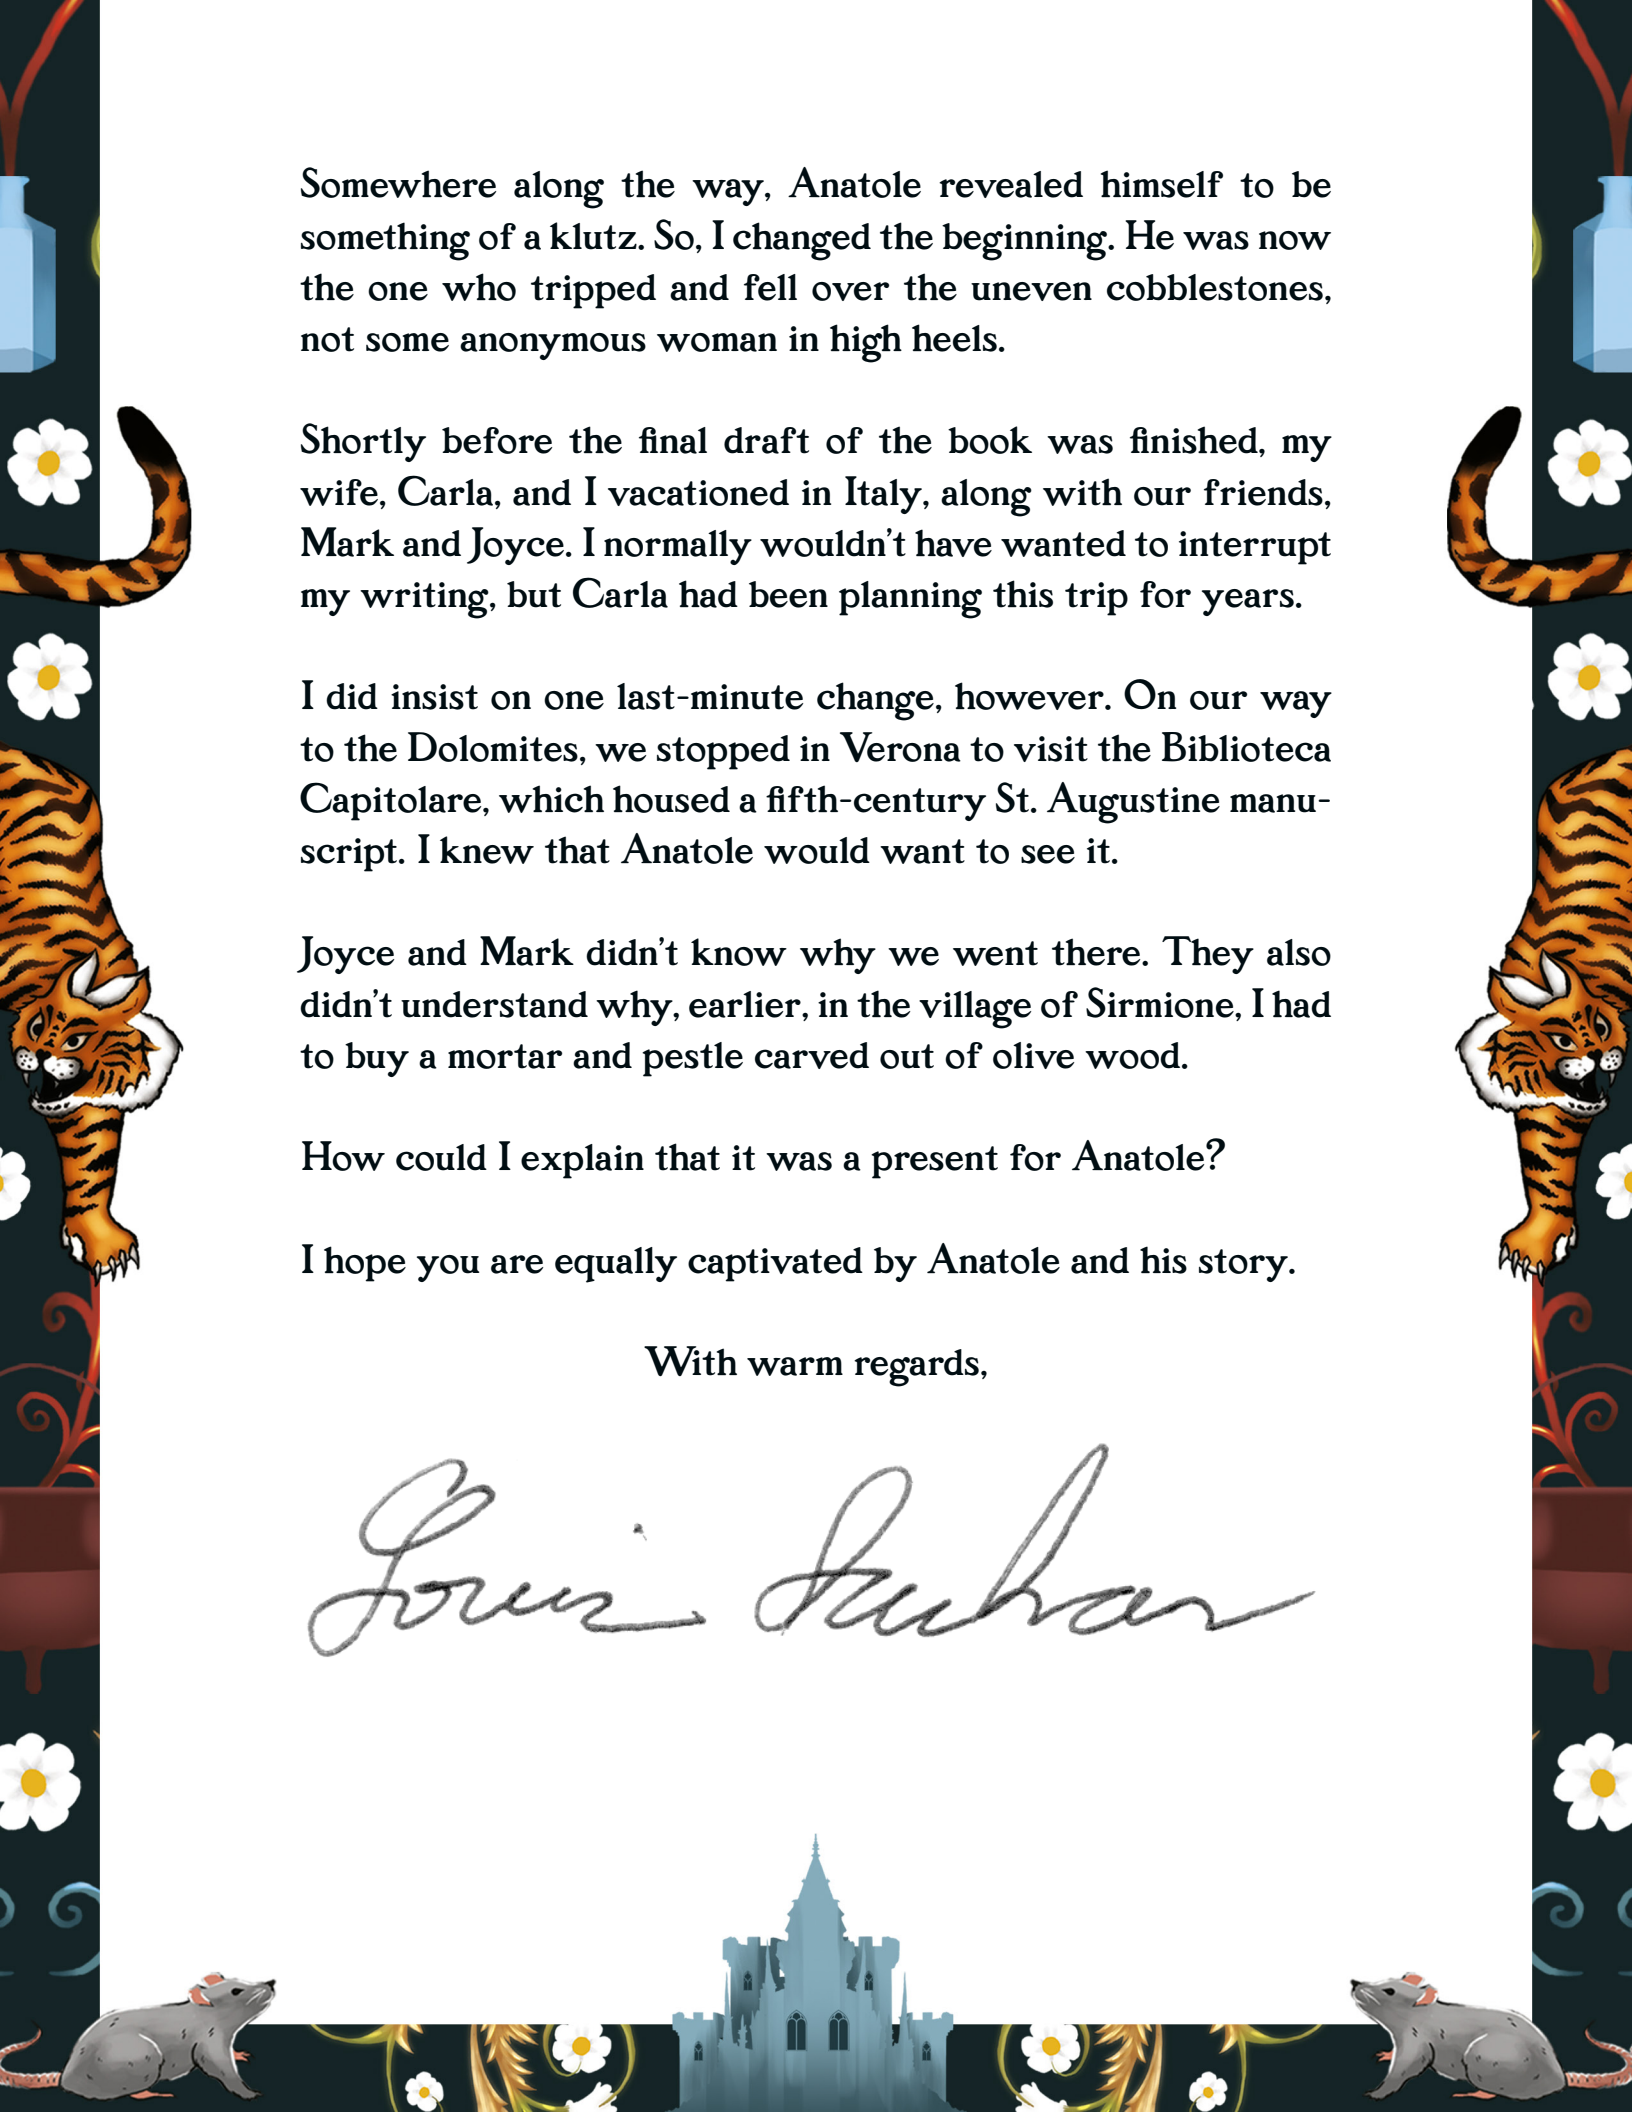 Somewhere along the way, Anatole revealed himself to be
something of a klutz. So, I changed the beginning. He was now
the one who tripped and fell over the uneven cobblestones,
not some anonymous woman in high heels.
Shortly before the final draft of the book was finished, my
wife, Carla, and I vacationed in Italy, along with our friends,
Mark and Joyce. I normally wouldn’t have wanted to interrupt
my writing, but Carla had been planning this trip for years.
I did insist on one last-minute change, however. On our way
to the Dolomites, we stopped in Verona to visit the Biblioteca
Capitolare, which housed a fifth-century St. Augustine manu-
script. I knew that Anatole would want to see it.
Joyce and Mark didn’t know why we went there. They also
didn’t understand why, earlier, in the village of Sirmione, I had
to buy a mortar and pestle carved out of olive wood.
How could I explain that it was a present for Anatole?
I hope you are equally captivated by Anatole and his story.
With warm regards,
Louis Sachar